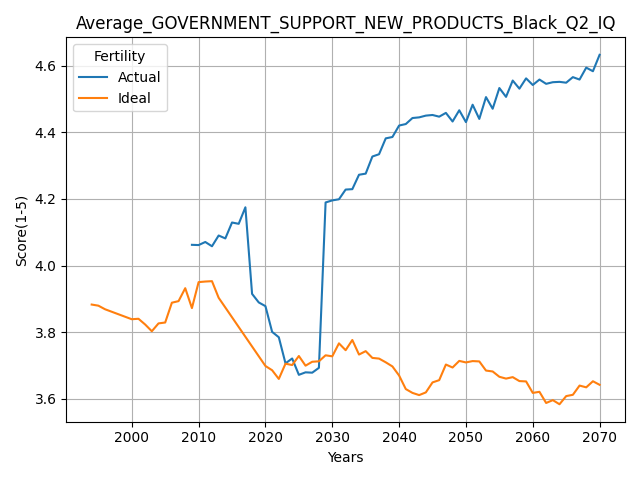 Average_GOVERNMENT_SUPPORT_NEW_PRODUCTS_Black_Q2_IQ
Fertility
Actual
Ideal
Score(1-5)
4.6
4.4
4.2
4.0
3.8
3.6
2000 2010 2020 2030 2040 2050 2060 2070
Years